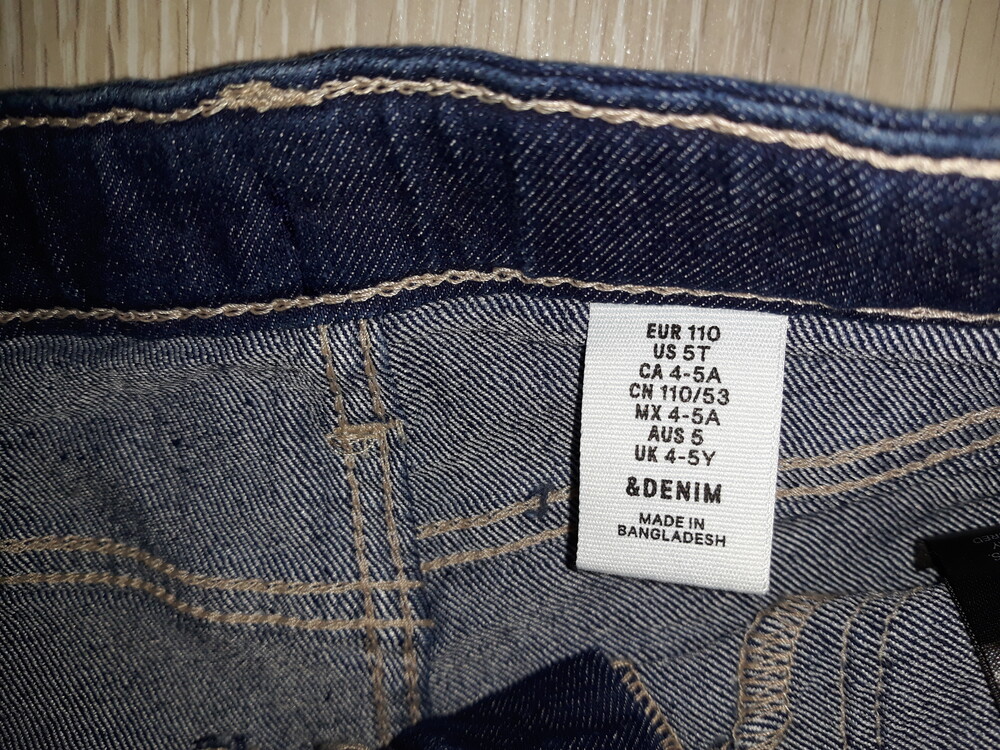 EUR 110
US 5T
CA 4-5A
CN 110/53
MX 4-5A
AUS 5
UK 4-5Y
&DENIM
MADE IN
BANGLADESH